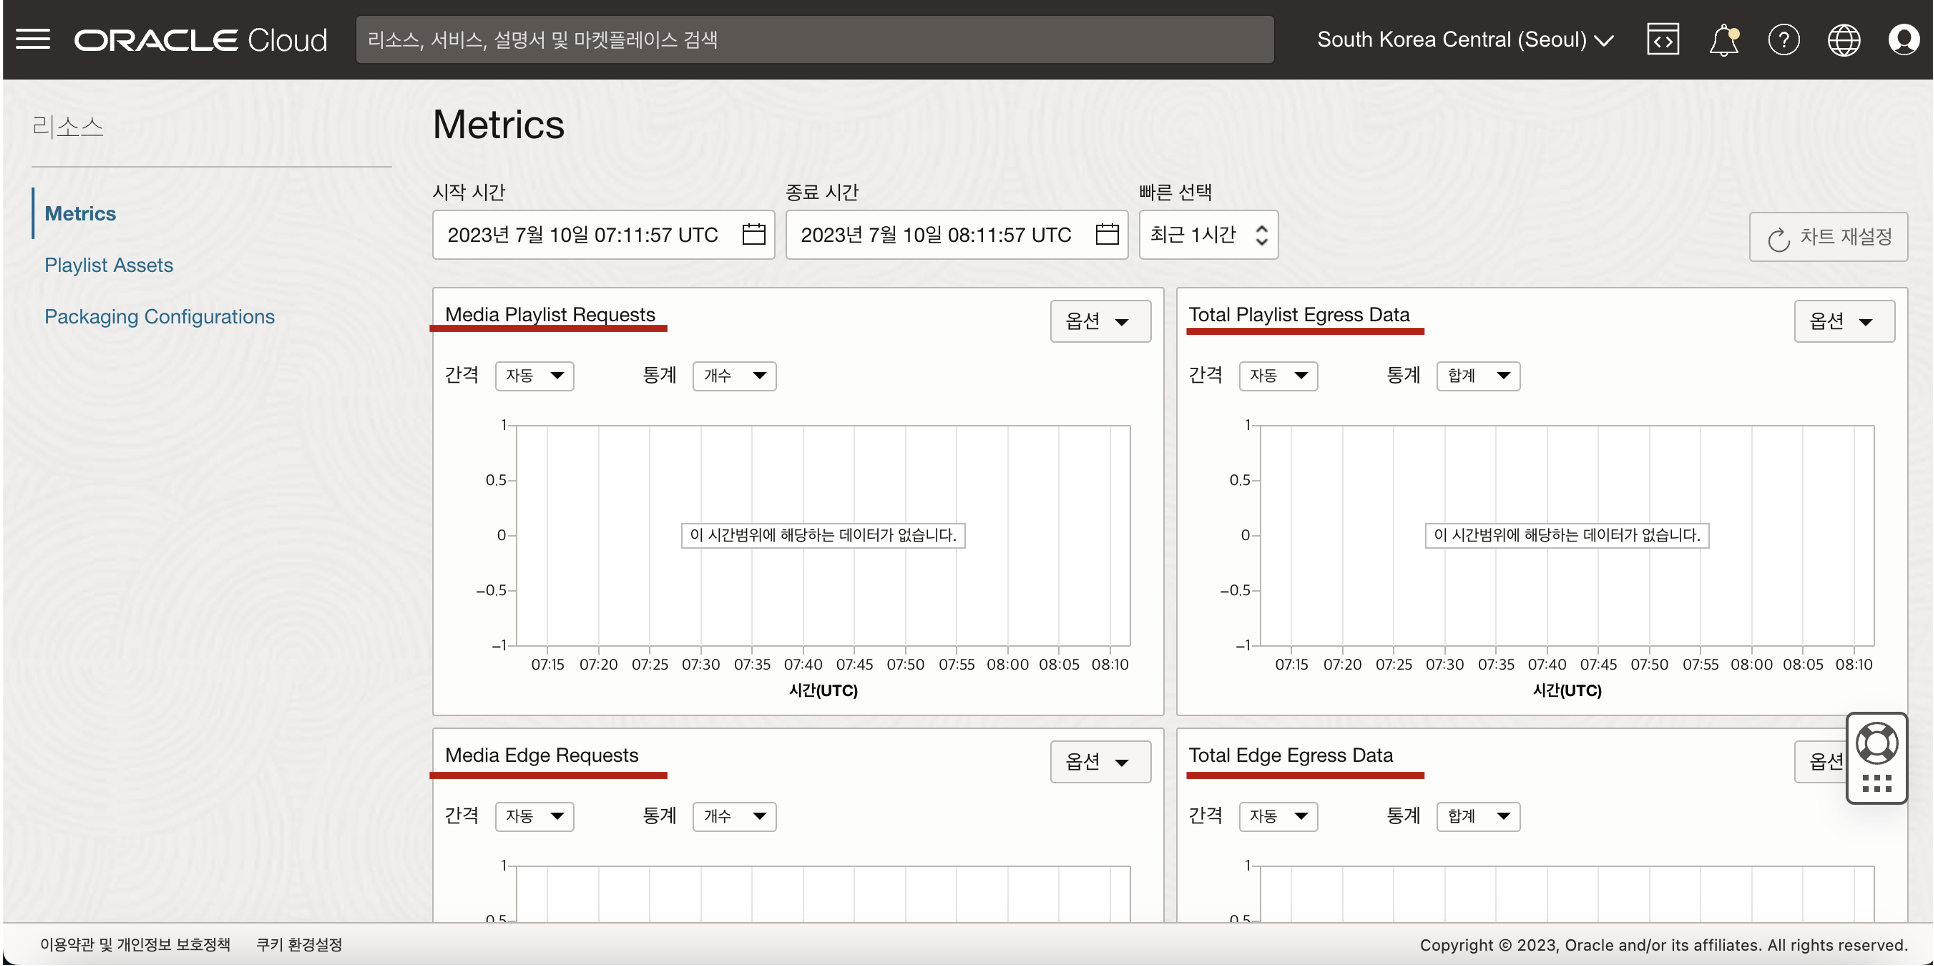 ORACLE Cloud
리소스, 서비스, 설명서 및 마켓플레이스 검색
South Korea Central (Seoul)
리소스
Metrics
Playlist Assets
Packaging Configurations
Metrics
시작 시간
2023년 7월 10일 07:11:57 UTC
종료 시간
2023년 7월 10일 08:11:57 UTC
빠른 선택
최근 1시간
차트 재설정
Media Playlist Requests
옵션
간격 자동 통계 개수
1
0.5
0
이 시간범위에 해당하는 데이터가 없습니다.
−0.5
−1
07:15 07:20 07:25 07:30 07:35 07:40 07:45 07:50 07:55 08:00 08:05 08:10
시간(UTC)
Total Playlist Egress Data
옵션
간격 자동 통계 합계
1
0.5
0
이 시간범위에 해당하는 데이터가 없습니다.
−0.5
−1
07:15 07:20 07:25 07:30 07:35 07:40 07:45 07:50 07:55 08:00 08:05 08:10
시간(UTC)
Media Edge Requests
옵션
간격 자동 통계 개수
1
0.5
Total Edge Egress Data
옵션
간격 자동 통계 합계
1
0.5
이용약관 및 개인정보 보호정책 쿠키 환경설정
Copyright © 2023, Oracle and/or its affiliates. All rights reserved.